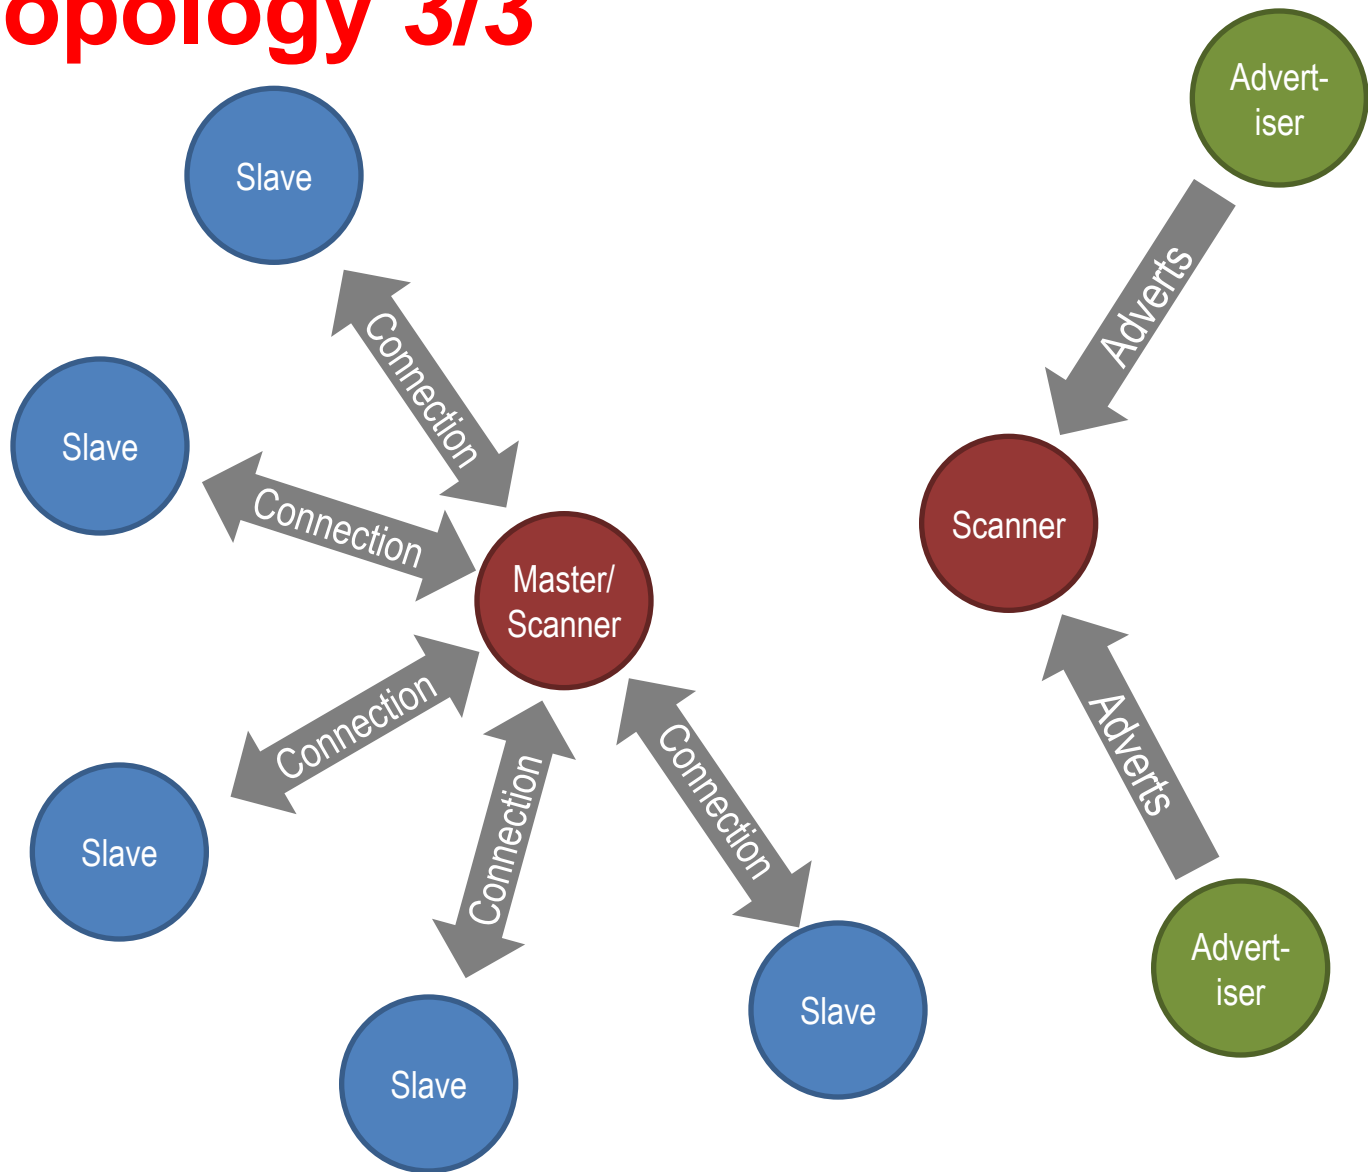 opology 3/3
Advert-
iser
Slave
Adverts
Connection
Slave
Connection
Scanner
Master/
Scanner
Connection
Connection
Connection
Adverts
Slave
Slave
Slave
Advert-
iser